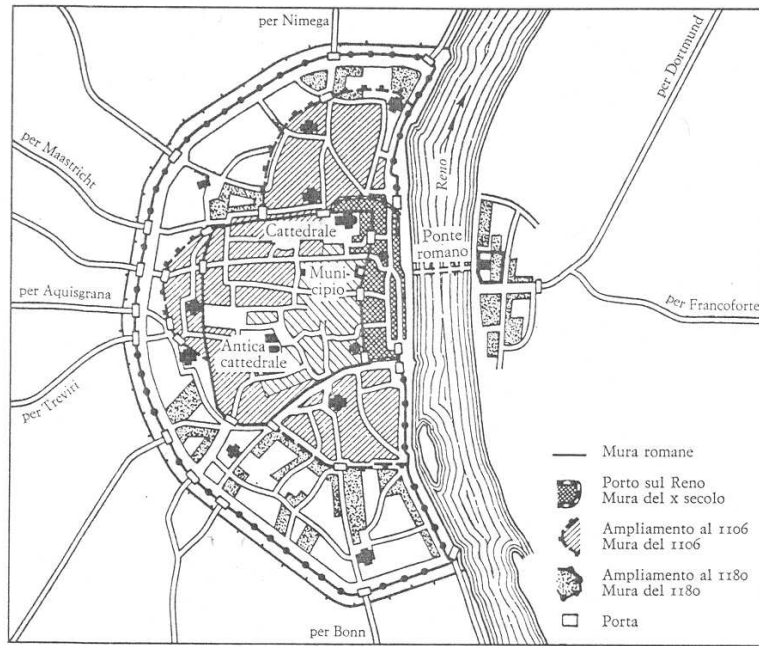 per Nimega
per Dortmund
per Maastricht
Reno
Cattedrale
Ponte
romano
Muni-
cipio
per Aquisgrana
per Francoforte
Antica
cattedrale
per Treviri
Mura romane
Porto sul Reno
Mura del x secolo
Ampliamento al 1106
Mura del 1106
Ampliamento al 1180
Mura del 1180
Porta
per Bonn